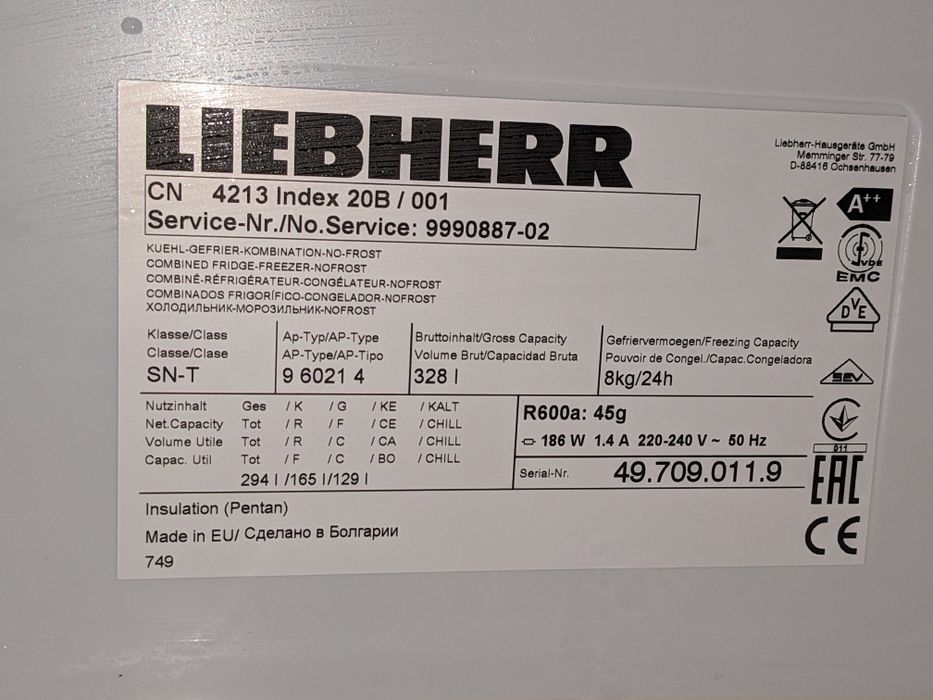 LIEBHERR
Liebherr-Hausgeräte GmbH
Memminger Str. 77-79
D-88416 Ochsenhausen
CN 4213 Index 20B / 001
Service-Nr./No.Service: 9990887-02
A++
VDE
EMC
KUEHL-GEFRIER-KOMBINATION-NO-FROST
COMBINED FRIDGE-FREEZER-NOFROST
COMBINÉ-RÉFRIGÉRATEUR-CONGÉLATEUR-NOFROST
COMBINADOS FRIGORÍFICO-CONGELADOR-NOFROST
ХОЛОДИЛЬНИК-МОРОЗИЛЬНИК-NOFROST
DVE
Klasse/Class
Classe/Clase
SN-T
Ap-Typ/AP-Type
AP-Type/AP-Tipo
9 6021 4
Bruttoinhalt/Gross Capacity
Volume Brut/Capacidad Bruta
328 l
Gefriervermoegen/Freezing Capacity
Pouvoir de Congel./Capac.Congeladora
8kg/24h
SEV
Nutzinhalt Ges / K / G / KE / KALT
Net.Capacity Tot / R / F / CE / CHILL
Volume Utile Tot / R / C / CA / CHILL
Capac. Util Tot / F / C / BO / CHILL
294 l /165 l/129 l
R600a: 45g
186 W 1.4 A 220-240 V ~ 50 Hz
Serial-Nr. 49.709.011.9
011
EAC
CE
Insulation (Pentan)
Made in EU/ Сделано в Болгарии
749